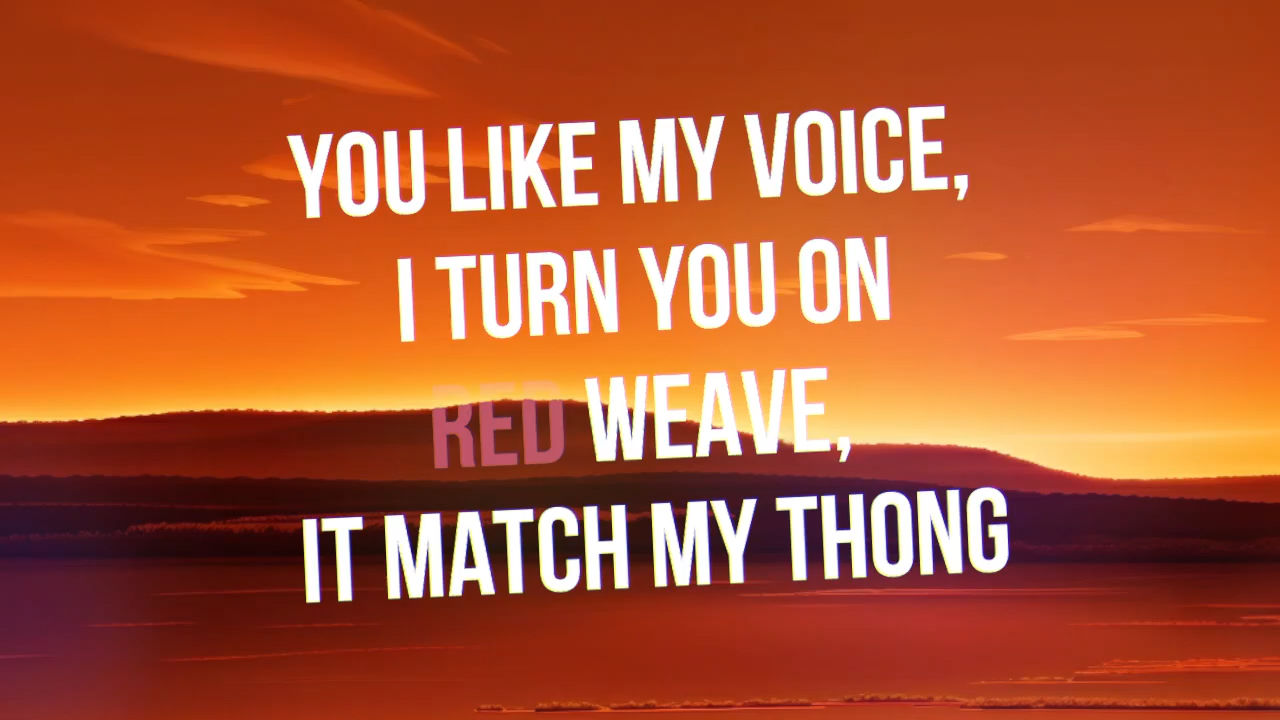 YOU LIKE MY VOICE,
I TURN YOU ON
RED WEAVE,
IT MATCH MY THONG